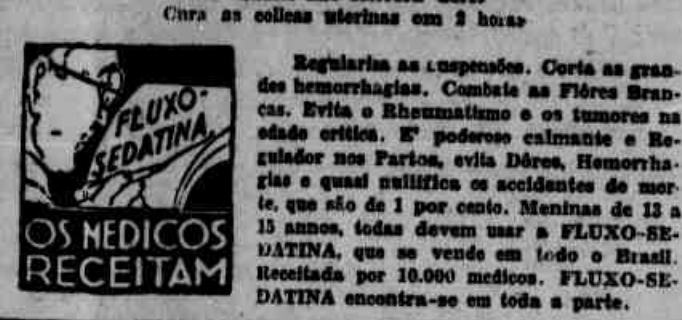 Cura as colicas uterinas em 2 horas
FLUXO-
SEDATINA
OS MEDICOS
RECEITAM
Regularisa as suspensões. Corta as gran-
des hemorrhagias. Combate as Flôres Bran-
cas. Evita o Rheumatismo e os tumores na
edade critica. E' poderoso calmante e Re-
gulador nos Partos, evita Dôres, Hemorrha-
gias e quasi nullifica os accidentes de mor-
te, que são de 1 por cento. Meninas de 13 a
15 annos, todas devem usar a FLUXO-SE-
DATINA, que se vende em todo o Brasil.
Receitada por 10.000 medicos. FLUXO-SE-
DATINA encontra-se em toda a parte.